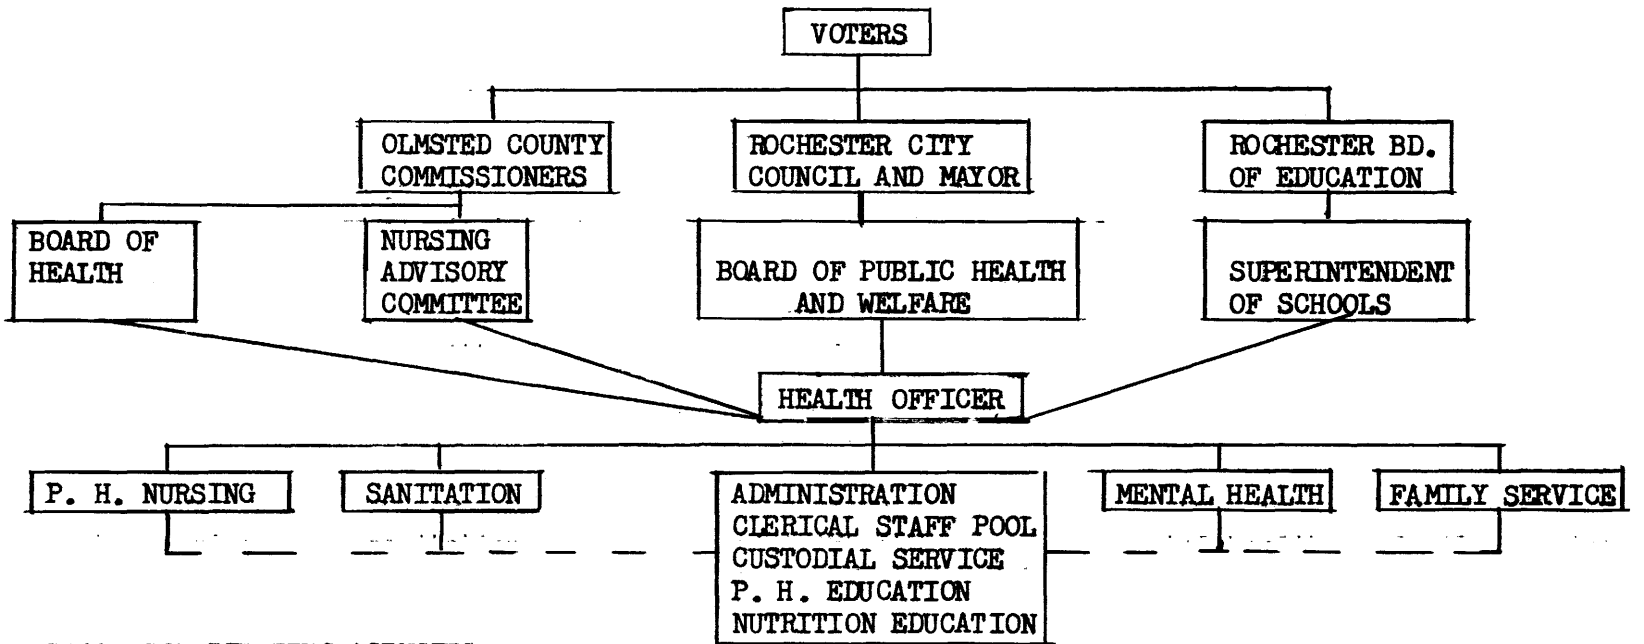 VOTERS
OLMSTED COUNTY
COMMISSIONERS
ROCHESTER CITY
COUNCIL AND MAYOR
ROCHESTER BD.
OF EDUCATION
BOARD OF
HEALTH
NURSING
ADVISORY
COMMITTEE
BOARD OF PUBLIC HEALTH
AND WELFARE
SUPERINTENDENT
OF SCHOOLS
HEALTH OFFICER
P. H. NURSING
SANITATION
ADMINISTRATION
CLERICAL STAFF POOL
CUSTODIAL SERVICE
P. H. EDUCATION
NUTRITION EDUCATION
MENTAL HEALTH
FAMILY SERVICE